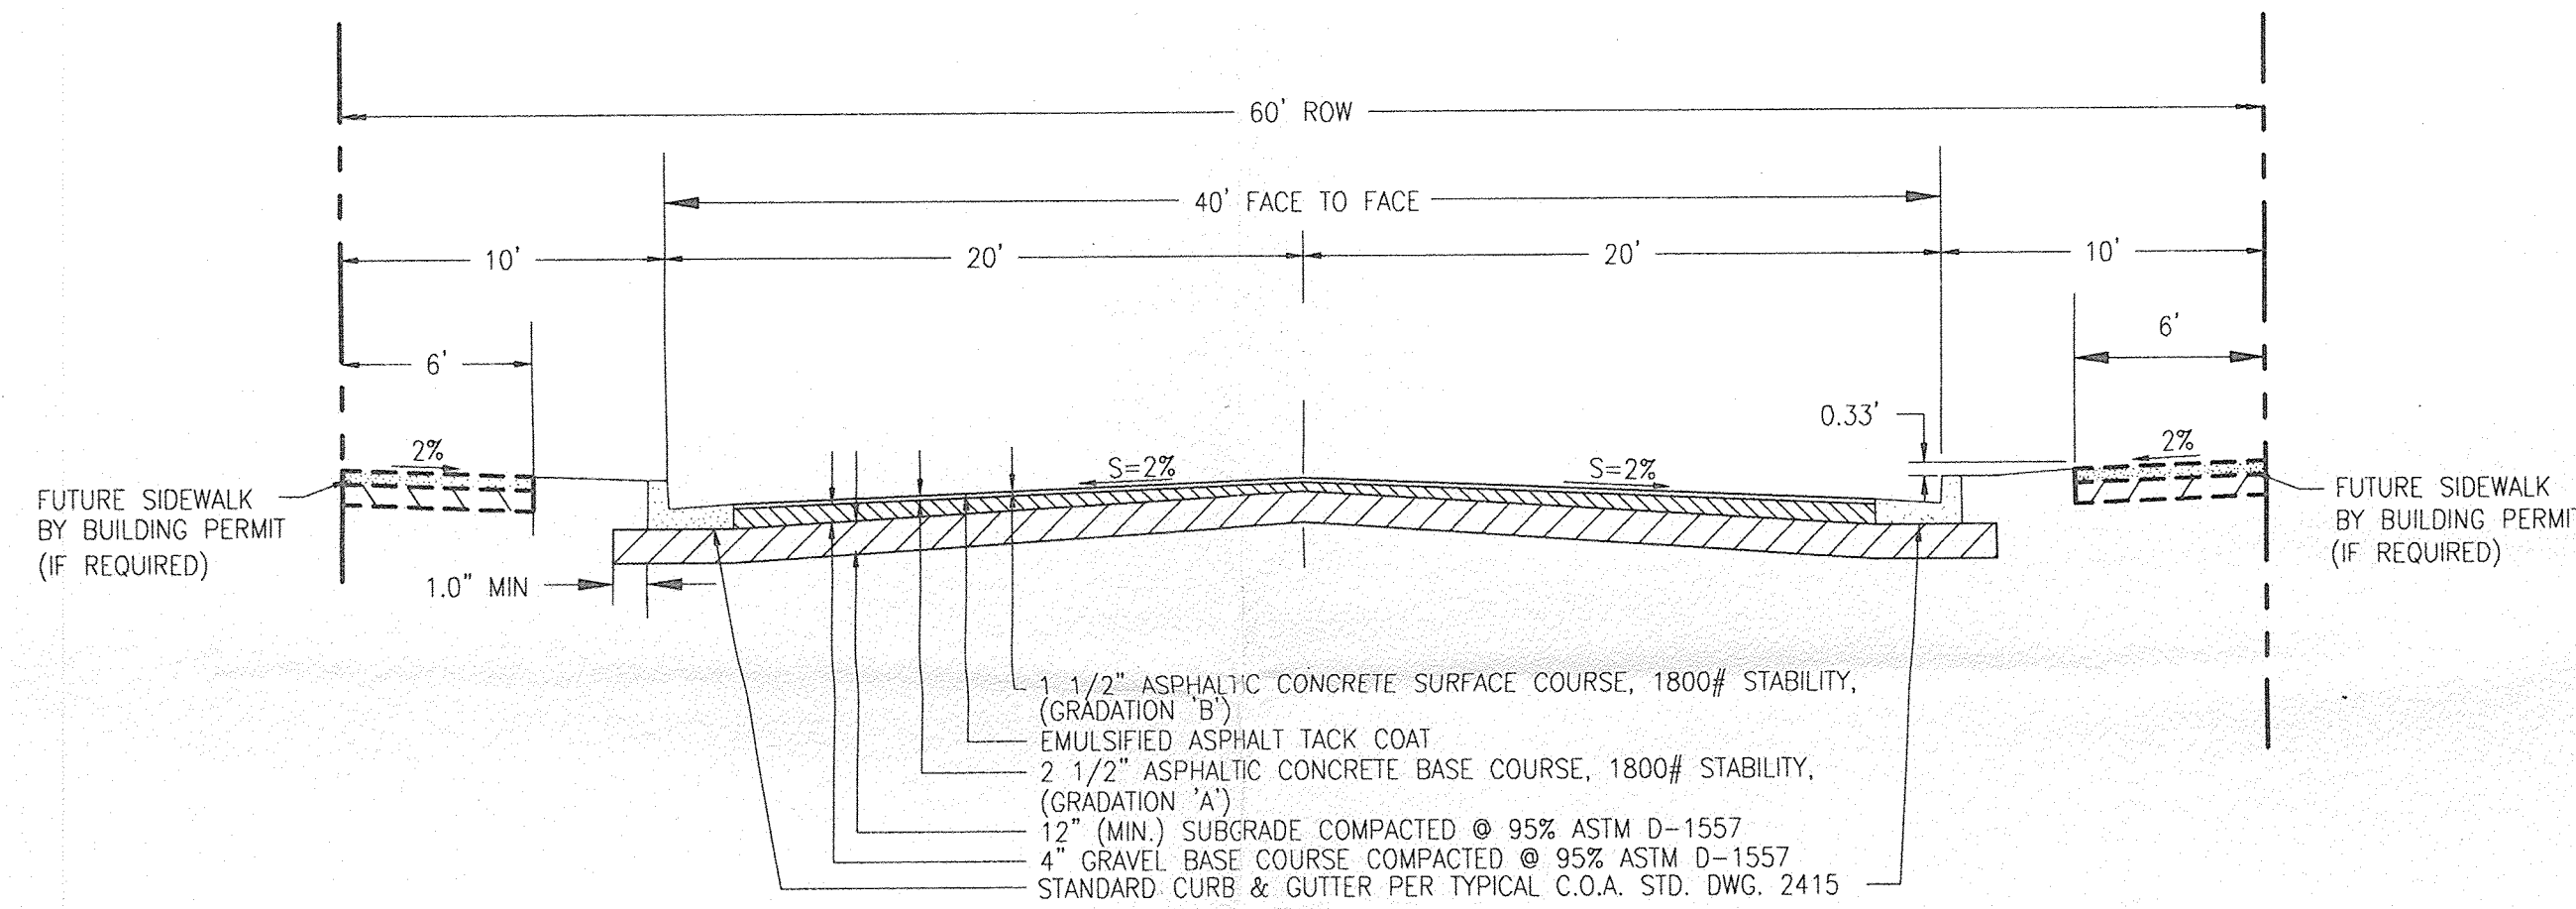 60' ROW
40' FACE TO FACE
10'
20'
20'
10'
6'
6'
0.33'
2%
S=2%
S=2%
2%
FUTURE SIDEWALK
BY BUILDING PERMIT
(IF REQUIRED)
FUTURE SIDEWALK
BY BUILDING PERMIT
(IF REQUIRED)
1.0" MIN
1 1/2" ASPHALTIC CONCRETE SURFACE COURSE, 1800# STABILITY,
(GRADATION 'B')
EMULSIFIED ASPHALT TACK COAT
2 1/2" ASPHALTIC CONCRETE BASE COURSE, 1800# STABILITY,
(GRADATION 'A')
12" (MIN.) SUBGRADE COMPACTED @ 95% ASTM D-1557
4" GRAVEL BASE COURSE COMPACTED @ 95% ASTM D-1557
STANDARD CURB & GUTTER PER TYPICAL C.O.A. STD. DWG. 2415